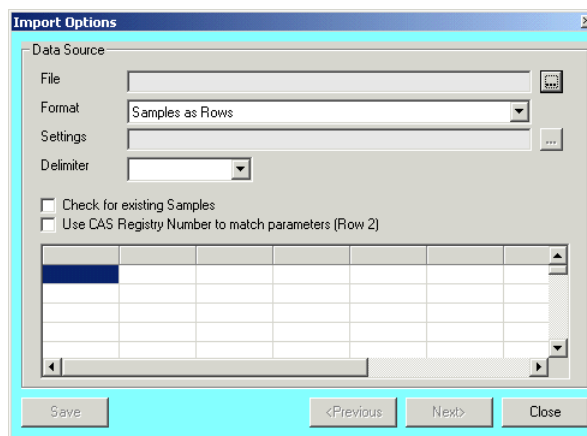 Import Options
Data Source
File
...
Format Samples as Rows
Settings
...
Delimiter
Check for existing Samples
Use CAS Registry Number to match parameters (Row 2)
Save <Previous Next> Close